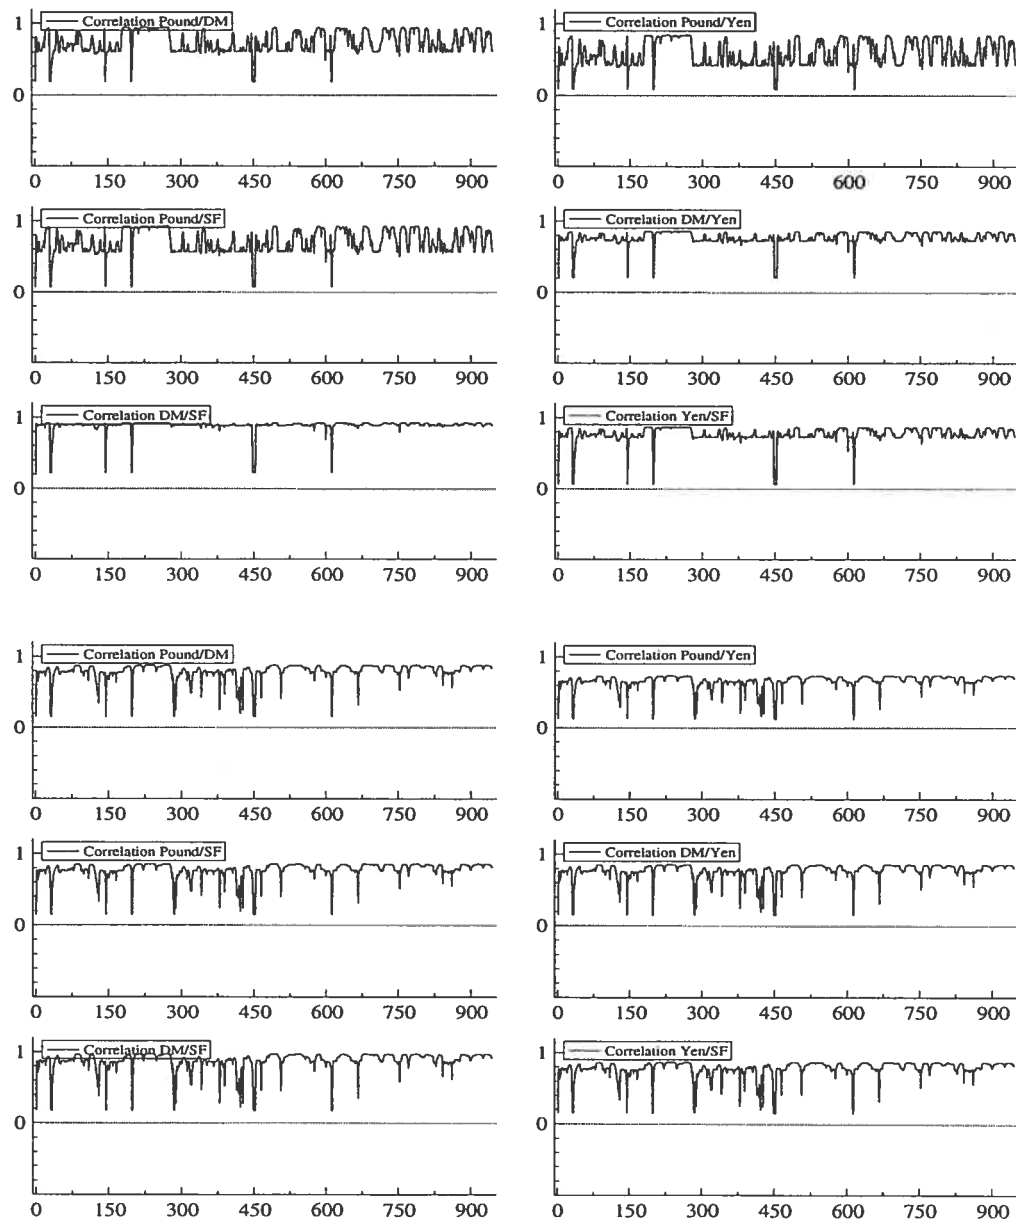 1 Correlation Pound/DM
0
0 150 300 450 600 750 900
1 Correlation Pound/Yen
0
0 150 300 450 600 750 900
1 Correlation Pound/SF
0
0 150 300 450 600 750 900
1 Correlation DM/Yen
0
0 150 300 450 600 750 900
1 Correlation DM/SF
0
0 150 300 450 600 750 900
1 Correlation Yen/SF
0
0 150 300 450 600 750 900
1 Correlation Pound/DM
0
0 150 300 450 600 750 900
1 Correlation Pound/Yen
0
0 150 300 450 600 750 900
1 Correlation Pound/SF
0
0 150 300 450 600 750 900
1 Correlation DM/Yen
0
0 150 300 450 600 750 900
1 Correlation DM/SF
0
0 150 300 450 600 750 900
1 Correlation Yen/SF
0
0 150 300 450 600 750 900